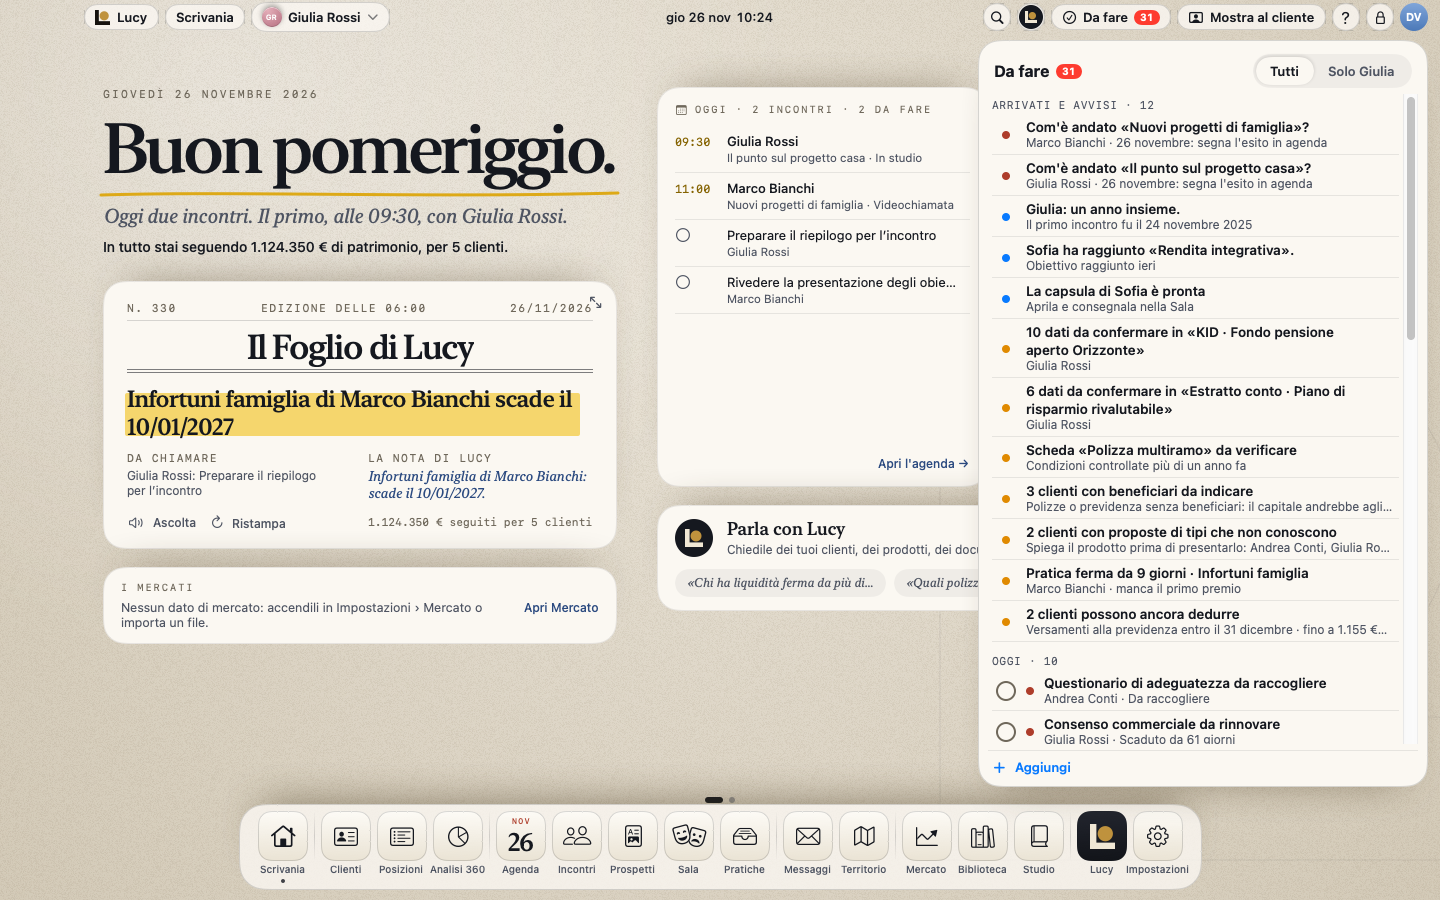 Lucy
Scrivania
GR Giulia Rossi
gio 26 nov 10:24
Da fare 31
Mostra al cliente
?
DV
GIOVEDÌ 26 NOVEMBRE 2026
Buon pomeriggio.
Oggi due incontri. Il primo, alle 09:30, con Giulia Rossi.
In tutto stai seguendo 1.124.350 € di patrimonio, per 5 clienti.
N. 330
EDIZIONE DELLE 06:00
26/11/2026
Il Foglio di Lucy
Infortuni famiglia di Marco Bianchi scade il
10/01/2027
DA CHIAMARE
Giulia Rossi: Preparare il riepilogo
per l'incontro
LA NOTA DI LUCY
Infortuni famiglia di Marco Bianchi:
scade il 10/01/2027.
Ascolta
Ristampa
1.124.350 € seguiti per 5 clienti
I MERCATI
Nessun dato di mercato: accendili in Impostazioni › Mercato o
importa un file.
Apri Mercato
OGGI · 2 INCONTRI · 2 DA FARE
09:30 Giulia Rossi
Il punto sul progetto casa · In studio
11:00 Marco Bianchi
Nuovi progetti di famiglia · Videochiamata
Preparare il riepilogo per l'incontro
Giulia Rossi
Rivedere la presentazione degli obie...
Marco Bianchi
Apri l'agenda →
Parla con Lucy
Chiedile dei tuoi clienti, dei prodotti, dei docu
«Chi ha liquidità ferma da più di...
«Quali polizz
Da fare 31
Tutti
Solo Giulia
ARRIVATI E AVVISI · 12
Com'è andato «Nuovi progetti di famiglia»?
Marco Bianchi · 26 novembre: segna l'esito in agenda
Com'è andato «Il punto sul progetto casa»?
Giulia Rossi · 26 novembre: segna l'esito in agenda
Giulia: un anno insieme.
Il primo incontro fu il 24 novembre 2025
Sofia ha raggiunto «Rendita integrativa».
Obiettivo raggiunto ieri
La capsula di Sofia è pronta
Aprila e consegnala nella Sala
10 dati da confermare in «KID · Fondo pensione
aperto Orizzonte»
Giulia Rossi
6 dati da confermare in «Estratto conto · Piano di
risparmio rivalutabile»
Giulia Rossi
Scheda «Polizza multiramo» da verificare
Condizioni controllate più di un anno fa
3 clienti con beneficiari da indicare
Polizze o previdenza senza beneficiari: il capitale andrebbe agli...
2 clienti con proposte di tipi che non conoscono
Spiega il prodotto prima di presentarlo: Andrea Conti, Giulia Ro...
Pratica ferma da 9 giorni · Infortuni famiglia
Marco Bianchi · manca il primo premio
2 clienti possono ancora dedurre
Versamenti alla previdenza entro il 31 dicembre · fino a 1.155 €...
OGGI · 10
Questionario di adeguatezza da raccogliere
Andrea Conti · Da raccogliere
Consenso commerciale da rinnovare
Giulia Rossi · Scaduto da 61 giorni
+ Aggiungi
Scrivania
Clienti
Posizioni
Analisi 360
NOV
26
Agenda
Incontri
Prospetti
Sala
Pratiche
Messaggi
Territorio
Mercato
Biblioteca
Studio
Lucy
Impostazioni